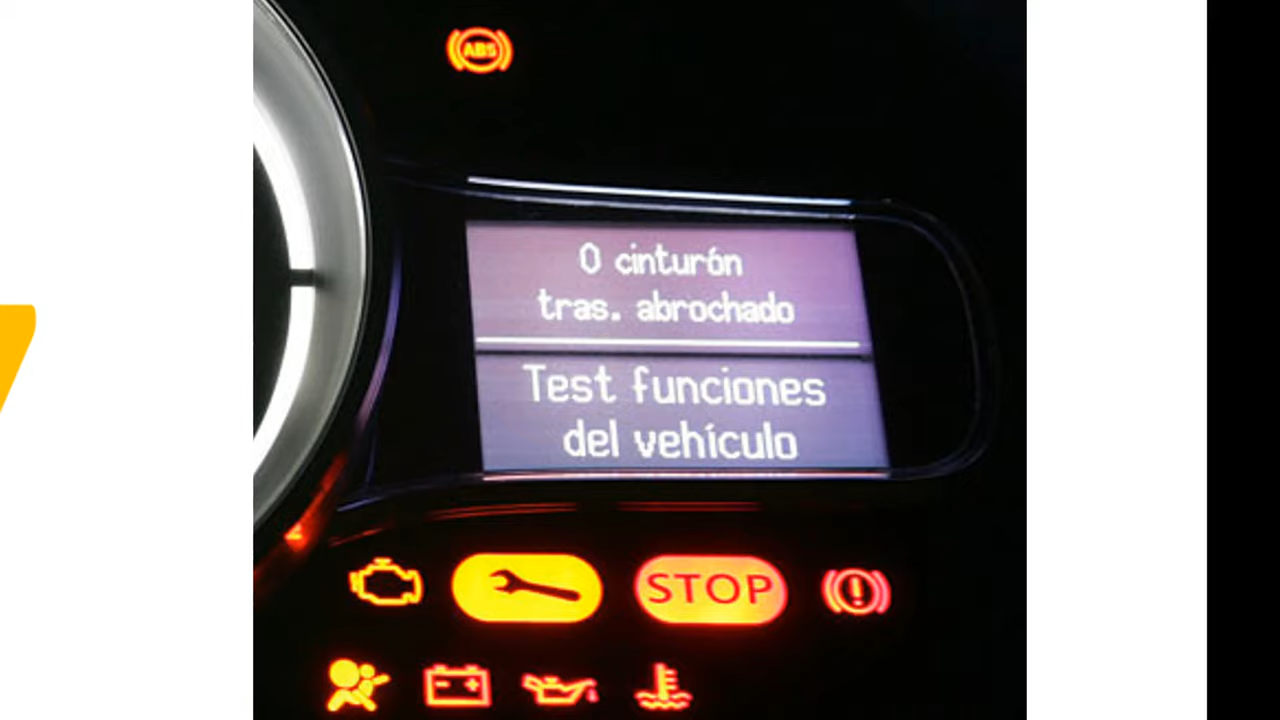 ABS
0 cinturón
tras. abrochado
Test funciones
del vehículo
STOP